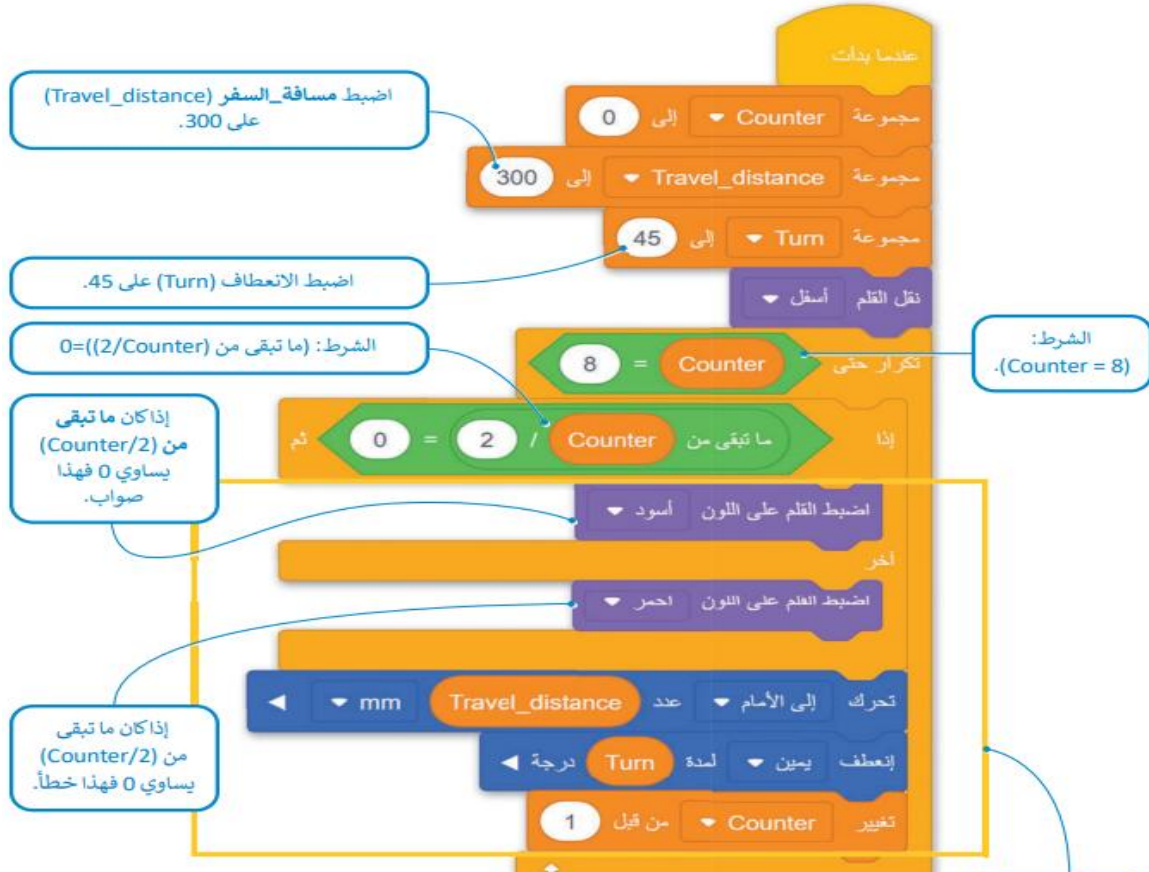 عندما بدأت
اضبط مسافة_السفر (Travel_distance)
على 300.
مجموعة Counter إلى 0
مجموعة Travel_distance إلى 300
مجموعة Turn إلى 45
اضبط الانعطاف (Turn) على 45.
نقل القلم أسفل
الشرط: (ما تبقى من (Counter/2))=0
الشرط:
(Counter = 8).
تكرار حتى Counter = 8
إذا كان ما تبقى
من (Counter/2)
يساوي 0 فهذا
صواب.
إذا ما تبقى من Counter / 2 = 0 ثم
اضبط القلم على اللون أسود
آخر
اضبط القلم على اللون احمر
تحرك إلى الأمام عدد Travel_distance mm
إذا كان ما تبقى
من (Counter/2)
يساوي 0 فهذا خطأ.
إنعطف يمين لمدة Turn درجة
تغيير Counter من قبل 1